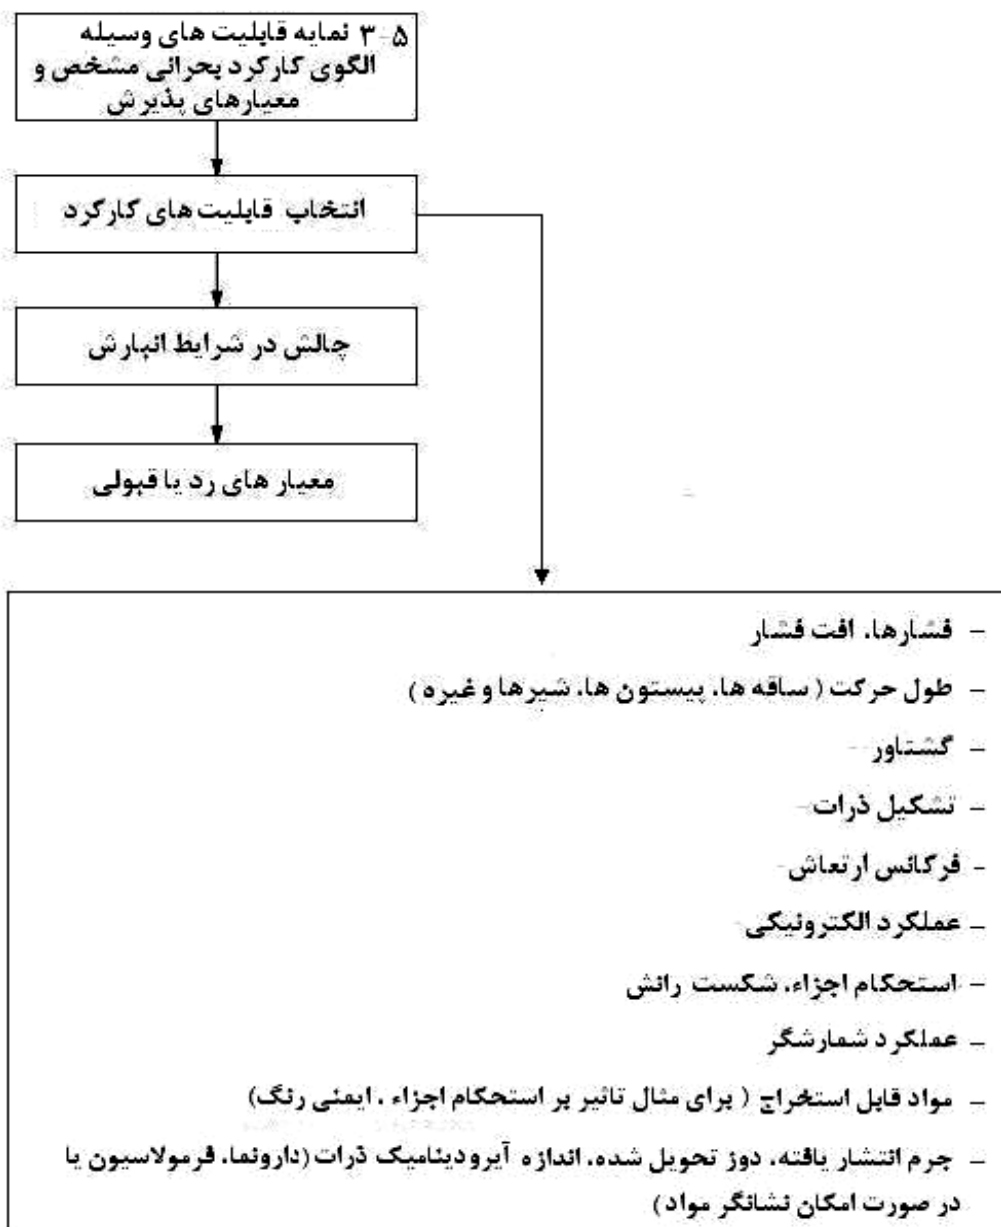 ۳-۵ نمایه قابلیت های وسیله
الگوی کارکرد بحرانی مشخص و
معیارهای پذیرش
انتخاب قابلیت های کارکرد
چالش در شرایط انبارش
معیار های رد یا قبولی
- فشارها، افت فشار
- طول حرکت ( ساقه ها، پیستون ها، شیرها و غیره )
- گشتاور
- تشکیل ذرات
- فرکانس ارتعاش
- عملکرد الکترونیکی
- استحکام اجزاء، شکست رانش
- عملکرد شمارشگر
- مواد قابل استخراج ( برای مثال تاثیر بر استحکام اجزاء ، ایمنی رنگ)
- جرم انتشار یافته، دوز تحویل شده، اندازه آیرودینامیک ذرات (دارونما، فرمولاسیون یا
در صورت امکان نشانگر مواد )